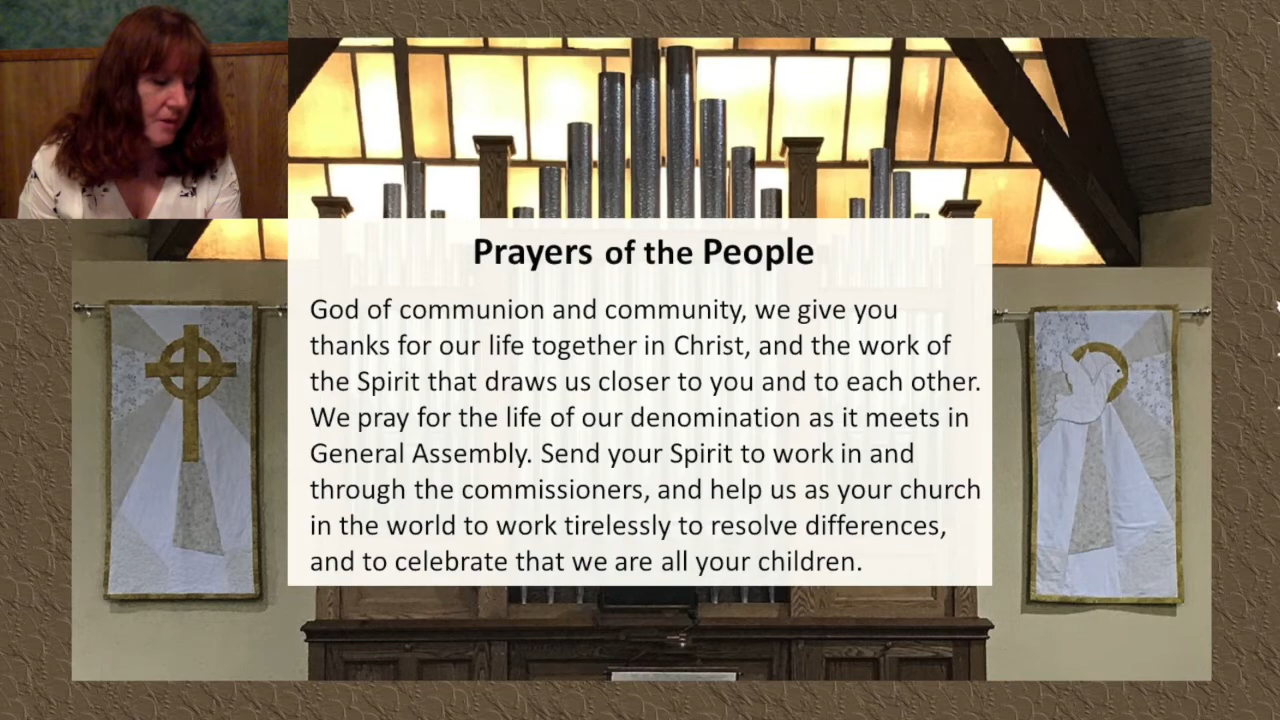 Prayers of the People
God of communion and community, we give you
thanks for our life together in Christ, and the work of
the Spirit that draws us closer to you and to each other.
We pray for the life of our denomination as it meets in
General Assembly. Send your Spirit to work in and
through the commissioners, and help us as your church
in the world to work tirelessly to resolve differences,
and to celebrate that we are all your children.